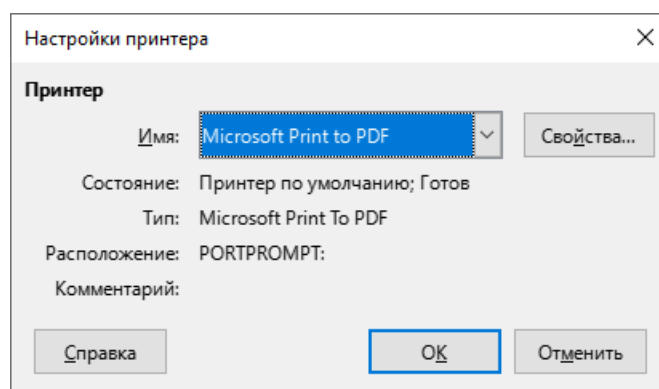 Настройки принтера
Принтер
Имя: Microsoft Print to PDF Свойства...
Состояние: Принтер по умолчанию; Готов
Тип: Microsoft Print To PDF
Расположение: PORTPROMPT:
Комментарий:
Справка OK Отменить